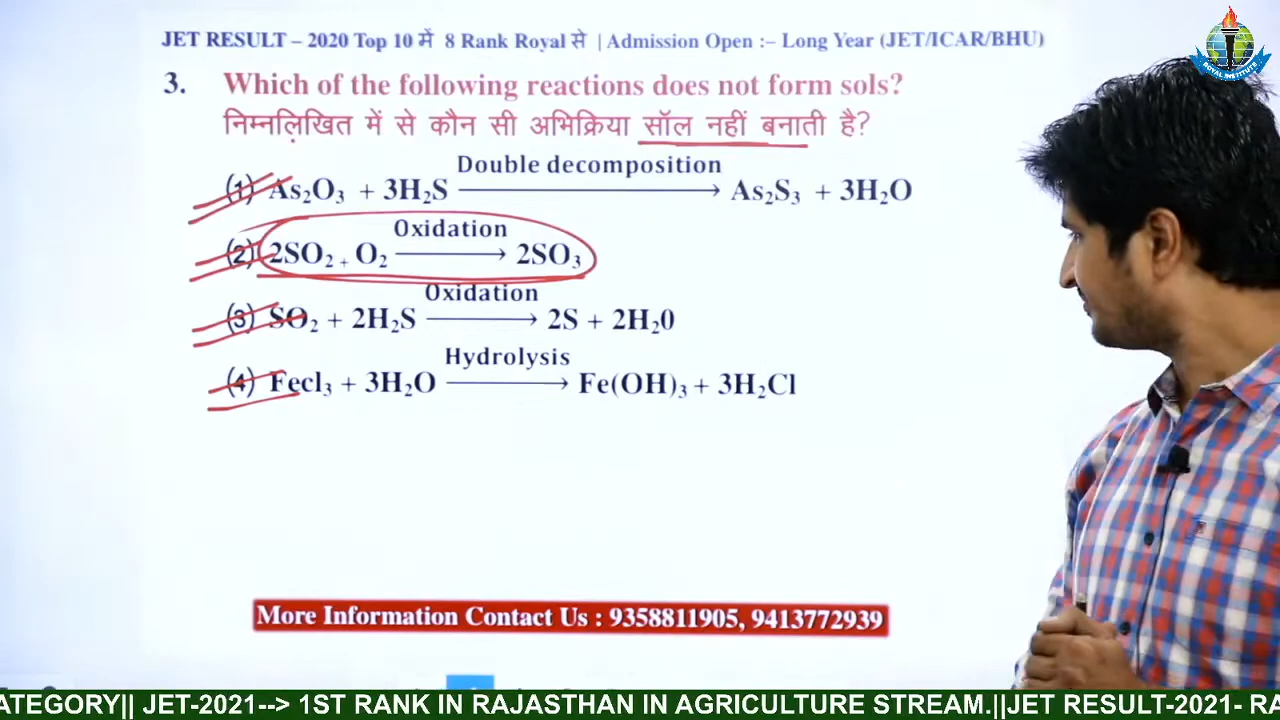 JET RESULT – 2020 Top 10 में 8 Rank Royal से | Admission Open :– Long Year (JET/ICAR/BHU)
ROYAL INSTITUTE
3. Which of the following reactions does not form sols?
निम्नलिखित में से कौन सी अभिक्रिया सॉल नहीं बनाती है?
Double decomposition
(1) As₂O₃ + 3H₂S ⟶ As₂S₃ + 3H₂O
Oxidation
(2) 2SO₂ + O₂ ⟶ 2SO₃
Oxidation
(3) SO₂ + 2H₂S ⟶ 2S + 2H₂0
Hydrolysis
(4) Fecl₃ + 3H₂O ⟶ Fe(OH)₃ + 3H₂Cl
More Information Contact Us : 9358811905, 9413772939
ATEGORY|| JET-2021--> 1ST RANK IN RAJASTHAN IN AGRICULTURE STREAM.||JET RESULT-2021- RA